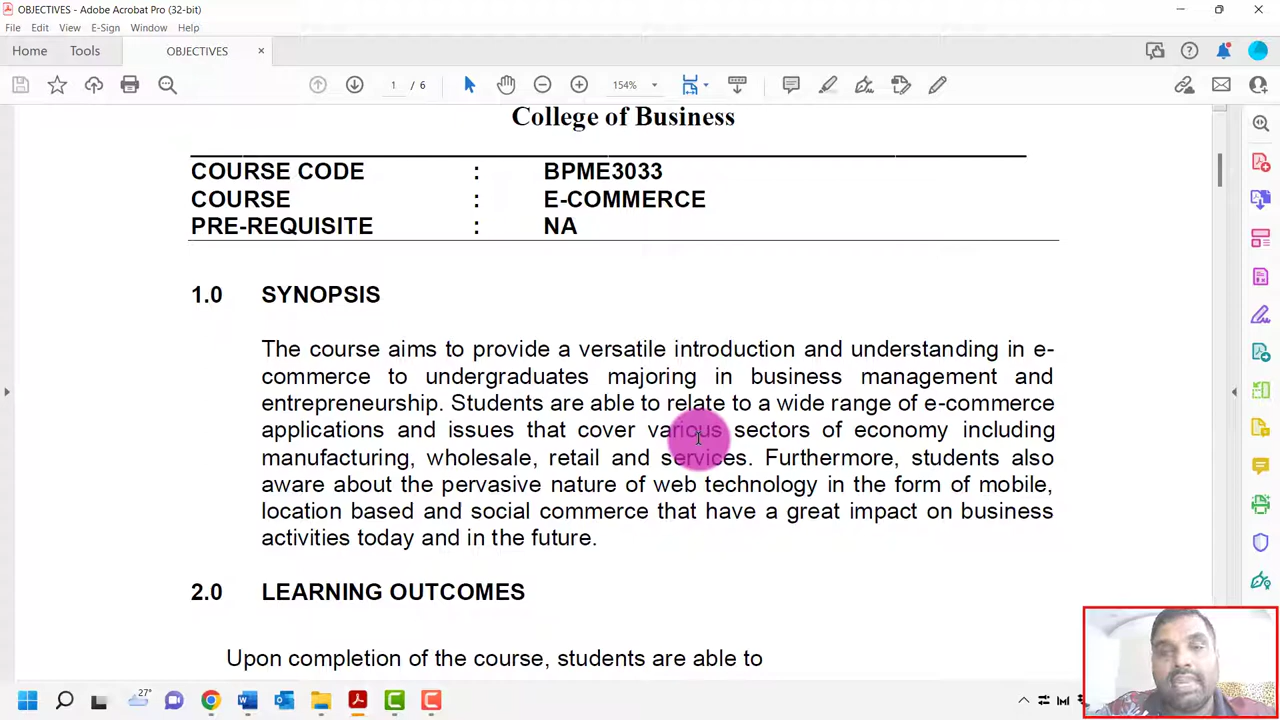 OBJECTIVES - Adobe Acrobat Pro (32-bit)
File Edit View E-Sign Window Help
Home Tools OBJECTIVES ×
1 / 6 154%
College of Business
COURSE CODE : BPME3033
COURSE : E-COMMERCE
PRE-REQUISITE : NA
1.0 SYNOPSIS
The course aims to provide a versatile introduction and understanding in e-
commerce to undergraduates majoring in business management and
entrepreneurship. Students are able to relate to a wide range of e-commerce
applications and issues that cover various sectors of economy including
manufacturing, wholesale, retail and services. Furthermore, students also
aware about the pervasive nature of web technology in the form of mobile,
location based and social commerce that have a great impact on business
activities today and in the future.
2.0 LEARNING OUTCOMES
Upon completion of the course, students are able to
27°